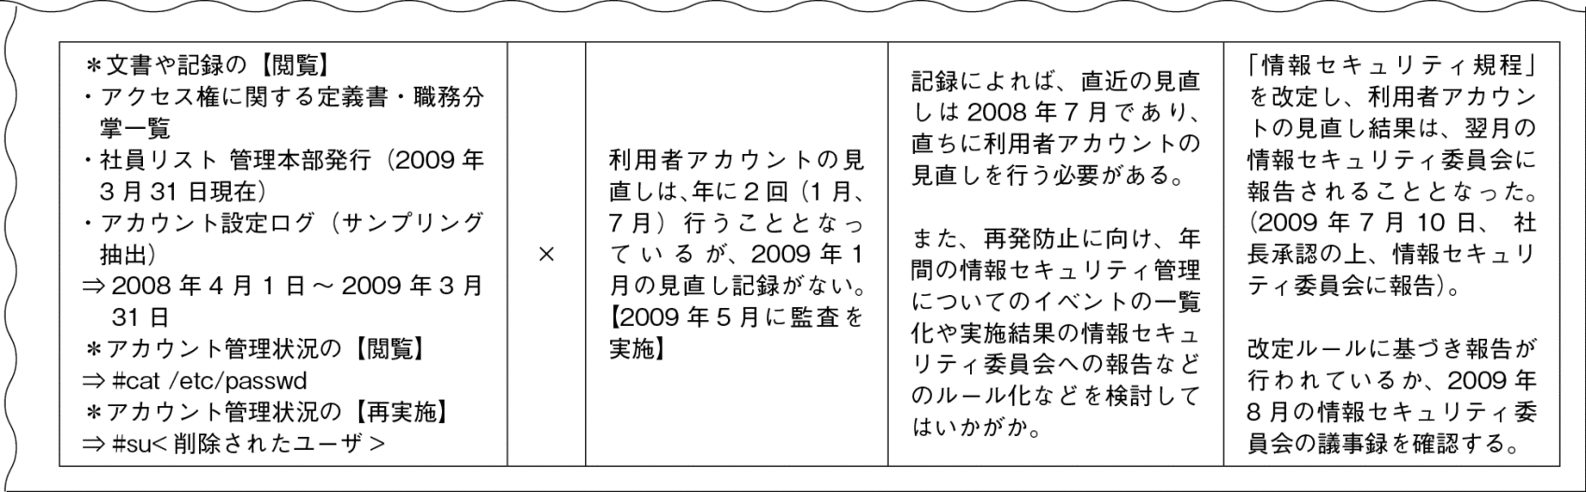 ＊文書や記録の【閲覧】
・アクセス権に関する定義書・職務分
掌一覧
・社員リスト 管理本部発行（2009 年
3 月 31 日現在）
・アカウント設定ログ（サンプリング
抽出）
⇒ 2008 年 4 月 1 日～ 2009 年 3 月
31 日
＊アカウント管理状況の【閲覧】
⇒ #cat /etc/passwd
＊アカウント管理状況の【再実施】
⇒ #su< 削除されたユーザ >
×
利用者アカウントの見
直しは、年に 2 回（1 月、
7 月）行うこととなっ
ているが、2009 年 1
月の見直し記録がない。
【2009 年 5 月に監査を
実施】
記録によれば、直近の見直
しは 2008 年 7 月であり、
直ちに利用者アカウントの
見直しを行う必要がある。
また、再発防止に向け、年
間の情報セキュリティ管理
についてのイベントの一覧
化や実施結果の情報セキュ
リティ委員会への報告など
のルール化などを検討して
はいかがか。
「情報セキュリティ規程」
を改定し、利用者アカウン
トの見直し結果は、翌月の
情報セキュリティ委員会に
報告されることとなった。
（2009 年 7 月 10 日、 社
長承認の上、情報セキュリ
ティ委員会に報告）。
改定ルールに基づき報告が
行われているか、2009 年
8 月の情報セキュリティ委
員会の議事録を確認する。